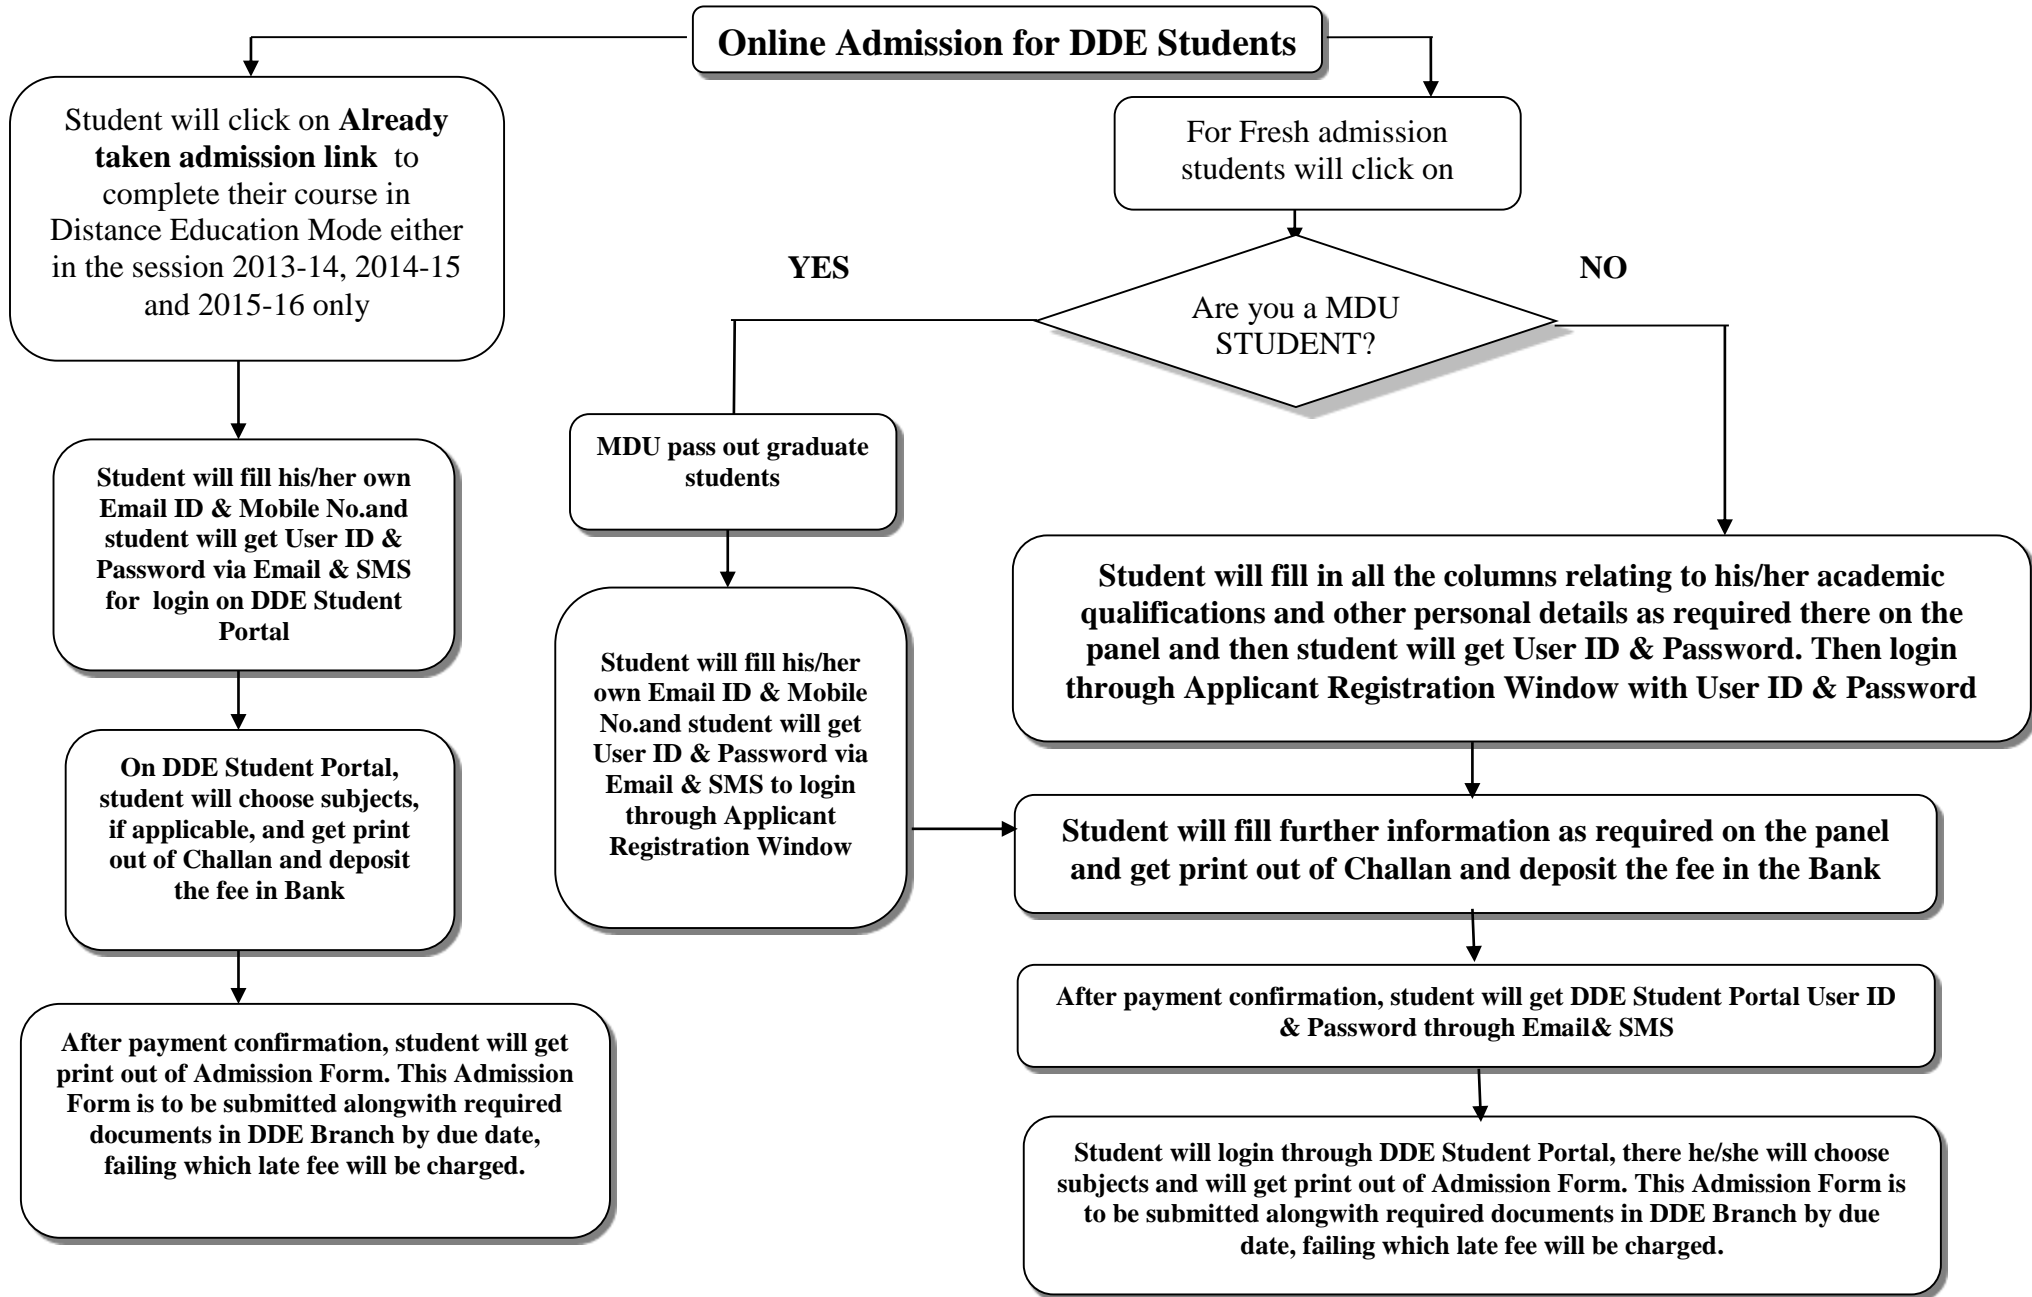 Online Admission for DDE Students
Student will click on Already
taken admission link to
complete their course in
Distance Education Mode either
in the session 2013-14, 2014-15
and 2015-16 only
Student will fill his/her own
Email ID & Mobile No.and
student will get User ID &
Password via Email & SMS
for login on DDE Student
Portal
On DDE Student Portal,
student will choose subjects,
if applicable, and get print
out of Challan and deposit
the fee in Bank
After payment confirmation, student will get
print out of Admission Form. This Admission
Form is to be submitted alongwith required
documents in DDE Branch by due date,
failing which late fee will be charged.
For Fresh admission
students will click on
Are you a MDU
STUDENT?
YES
NO
MDU pass out graduate
students
Student will fill his/her
own Email ID & Mobile
No.and student will get
User ID & Password via
Email & SMS to login
through Applicant
Registration Window
Student will fill in all the columns relating to his/her academic
qualifications and other personal details as required there on the
panel and then student will get User ID & Password. Then login
through Applicant Registration Window with User ID & Password
Student will fill further information as required on the panel
and get print out of Challan and deposit the fee in the Bank
After payment confirmation, student will get DDE Student Portal User ID
& Password through Email& SMS
Student will login through DDE Student Portal, there he/she will choose
subjects and will get print out of Admission Form. This Admission Form is
to be submitted alongwith required documents in DDE Branch by due
date, failing which late fee will be charged.